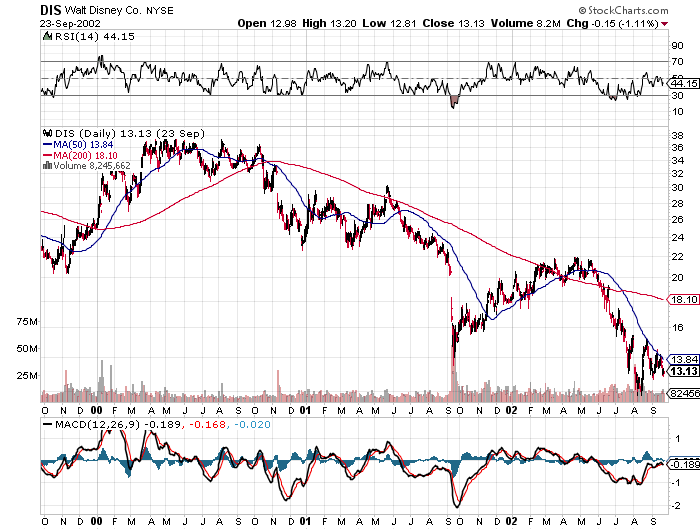 DIS Walt Disney Co. NYSE © StockCharts.com
23-Sep-2002 Open 12.98 High 13.20 Low 12.81 Close 13.13 Volume 8.2M Chg -0.15 (-1.11%)
RSI(14) 44.15
90
70
50
44.15
30
10
DIS (Daily) 13.13 (23 Sep)
MA(50) 13.84
MA(200) 18.10
Volume 8,245,662
38
36
34
32
30
28
26
24
22
20
18.10
16
13.84
13.13
75M
50M
25M
82456
O N D 00 F M A M J J A S O N D 01 F M A M J J A S O N D 02 F M A M J J A S
MACD(12,26,9) -0.189, -0.168, -0.020
1
-0.189
-1
-2
O N D 00 F M A M J J A S O N D 01 F M A M J J A S O N D 02 F M A M J J A S